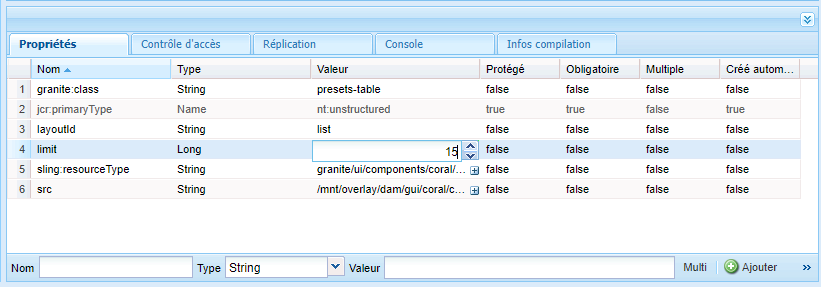 Propriétés Contrôle d'accès Réplication Console Infos compilation
Nom Type Valeur Protégé Obligatoire Multiple Créé autom...
1 granite:class String presets-table false false false false
2 jcr:primaryType Name nt:unstructured true true false true
3 layoutId String list false false false false
4 limit Long 15 false false false false
5 sling:resourceType String granite/ui/components/coral/... false false false false
6 src String /mnt/overlay/dam/gui/coral/c... false false false false
Nom Type String Valeur Multi Ajouter »